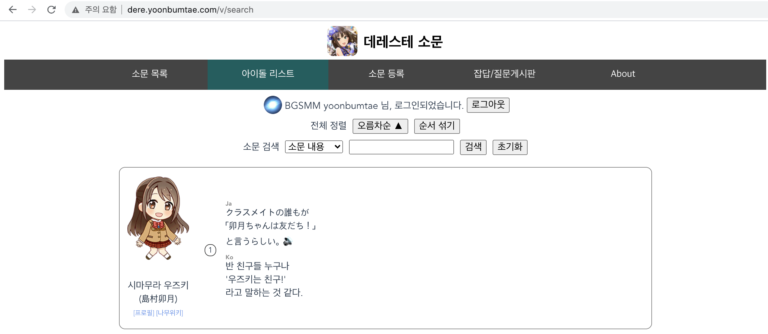 주의 요함 | dere.yoonbumtae.com/v/search
데레스테 소문
소문 목록 아이돌 리스트 소문 등록 잡담/질문게시판 About
BGSMM yoonbumtae 님, 로그인되었습니다. 로그아웃
전체 정렬 오름차순 ▲ 순서 섞기
소문 검색 소문 내용 검색 초기화
Ja
クラスメイトの誰もが
「卯月ちゃんは友だち！」
と言うらしい。
1
Ko
반 친구들 누구나
'우즈키는 친구!'
라고 말하는 것 같다.
시마무라 우즈키
(島村卯月)
[프로필] [나무위키]